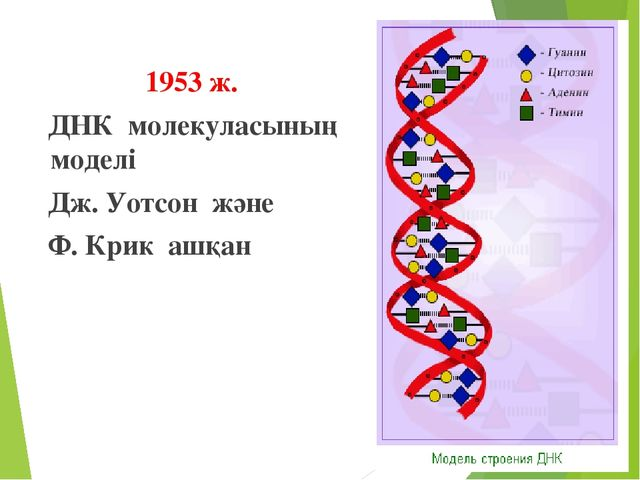 1953 ж.
ДНК молекуласының
моделі
Дж. Уотсон және
Ф. Крик ашқан
- Гуанин
- Цитозин
- Аденин
- Тимин
Модель строения ДНК